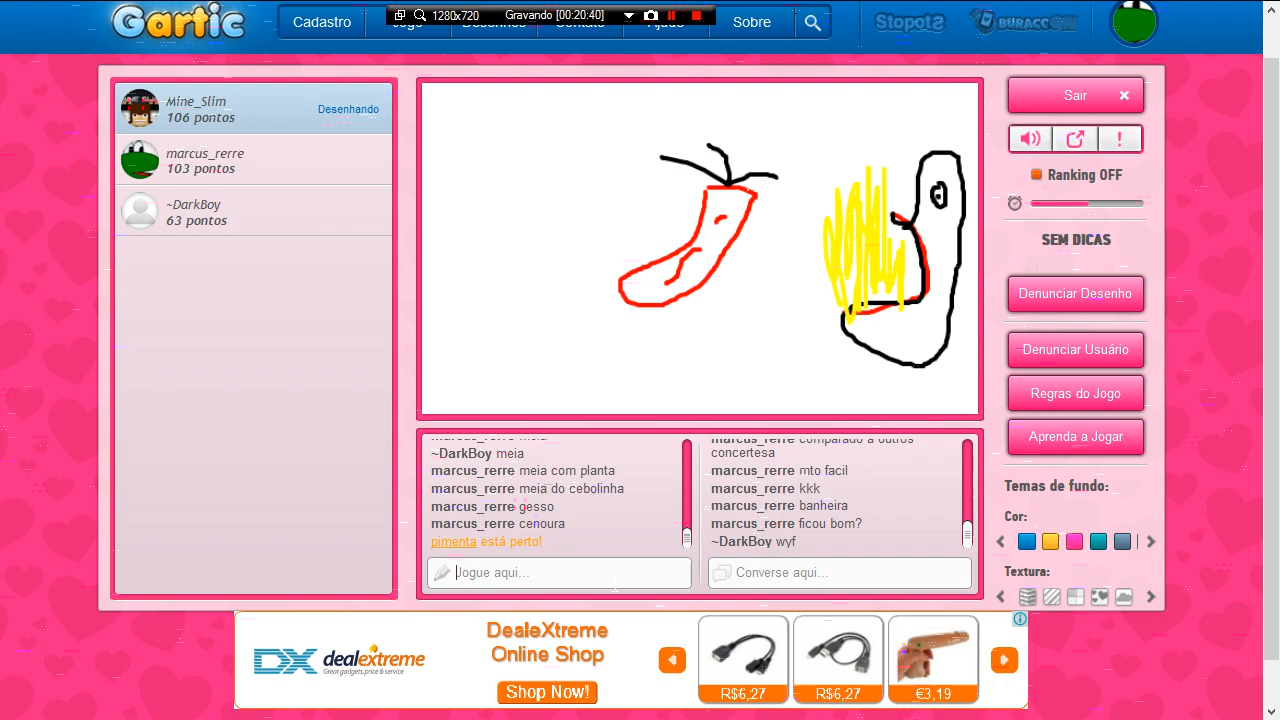 Gartic
Cadastro
1280x720
Gravando [00:20:40]
Sobre
Stopots
BURACO
Mine_Slim
106 pontos
Desenhando
marcus_rerre
103 pontos
~DarkBoy
63 pontos
Sair
Ranking OFF
SEM DICAS
Denunciar Desenho
Denunciar Usuário
Regras do Jogo
Aprenda a Jogar
Temas de fundo:
Cor:
Textura:
~DarkBoy meia
marcus_rerre meia com planta
marcus_rerre meia do cebolinha
marcus_rerre gesso
marcus_rerre cenoura
pimenta está perto!
Jogue aqui...
marcus_rerre comparado a outros
concertesa
marcus_rerre mto facil
marcus_rerre kkk
marcus_rerre banheira
marcus_rerre ficou bom?
~DarkBoy wyf
Converse aqui...
DX dealextreme
Great gadgets, price & service
DealeXtreme
Online Shop
Shop Now!
R$6,27
R$6,27
€3,19